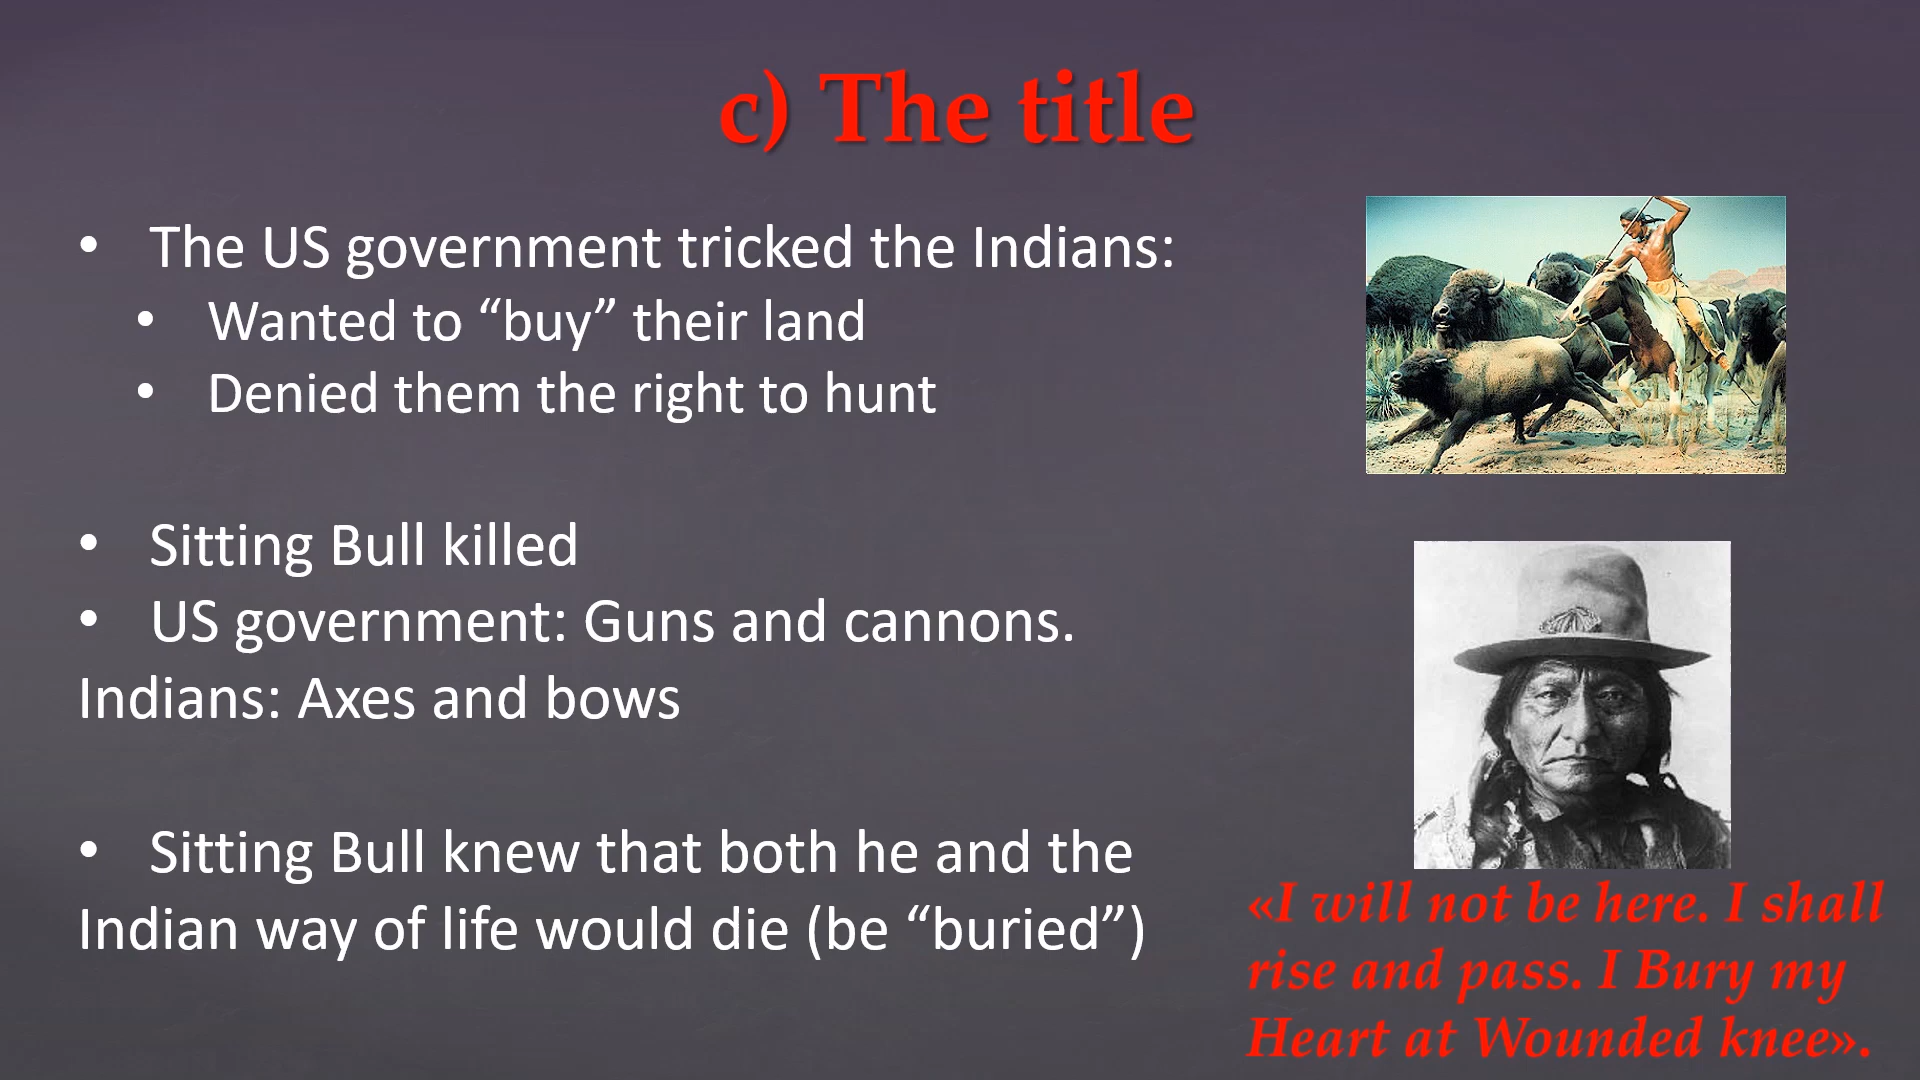 c) The title
• The US government tricked the Indians:
• Wanted to “buy” their land
• Denied them the right to hunt
• Sitting Bull killed
• US government: Guns and cannons.
Indians: Axes and bows
• Sitting Bull knew that both he and the
Indian way of life would die (be “buried”)
«I will not be here. I shall
rise and pass. I Bury my
Heart at Wounded knee».